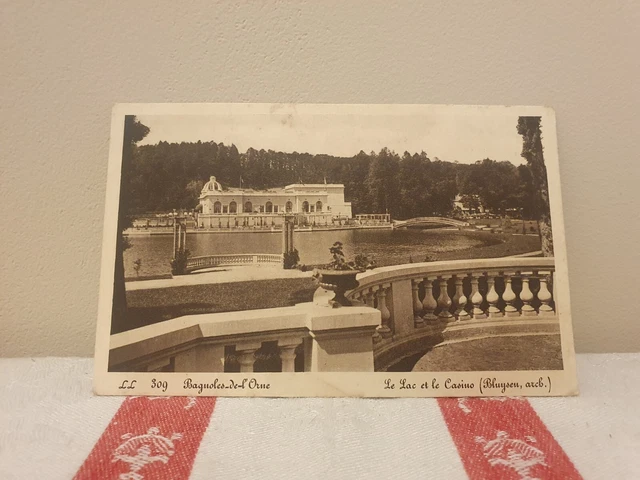 LL 309 Bagnoles-de-l'Orne Le Lac et le Casino (Bluysen, arch.)